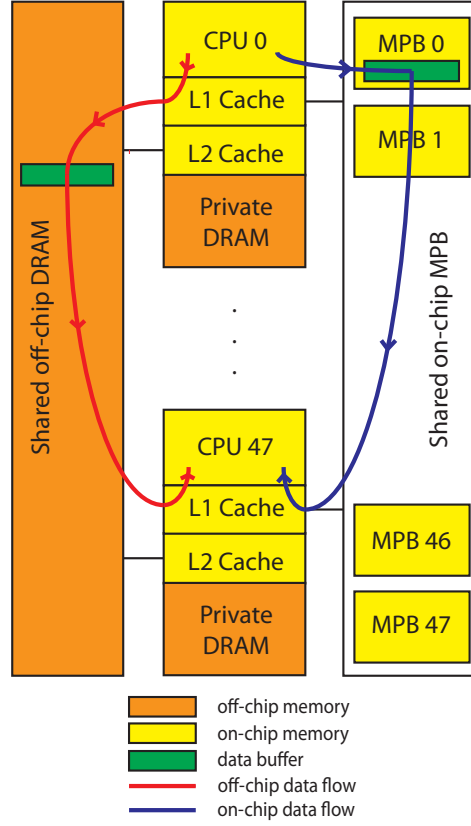 Shared off-chip DRAM
CPU 0
L1 Cache
L2 Cache
Private
DRAM
.
.
.
CPU 47
L1 Cache
L2 Cache
Private
DRAM
MPB 0
MPB 1
Shared on-chip MPB
MPB 46
MPB 47
off-chip memory
on-chip memory
data buffer
off-chip data flow
on-chip data flow